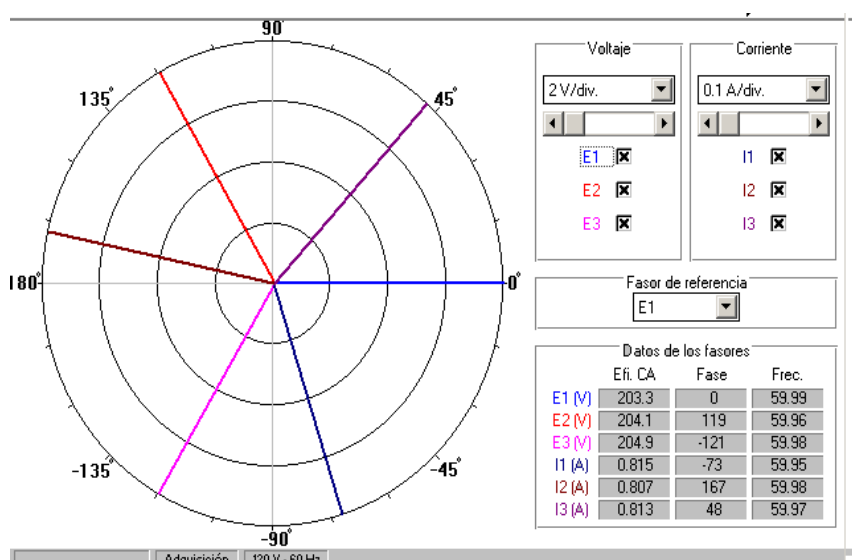 90°
135°
45°
180°
0°
-135°
-45°
-90°
Voltaje
2 V/div.
E1
E2
E3
Corriente
0.1 A/div.
I1
I2
I3
Fasor de referencia
E1
Datos de los fasores
Efi. CA Fase Frec.
E1 (V) 203.3 0 59.99
E2 (V) 204.1 119 59.96
E3 (V) 204.9 -121 59.98
I1 (A) 0.815 -73 59.95
I2 (A) 0.807 167 59.98
I3 (A) 0.813 48 59.97
Adquisición 120 V - 60 Hz